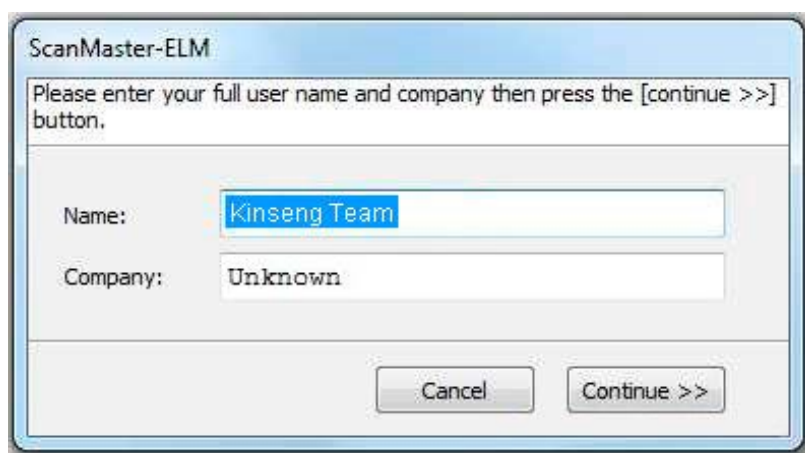 ScanMaster-ELM
Please enter your full user name and company then press the [continue >>]
button.
Name:
Kinseng Team
Company:
Unknown
Cancel
Continue >>